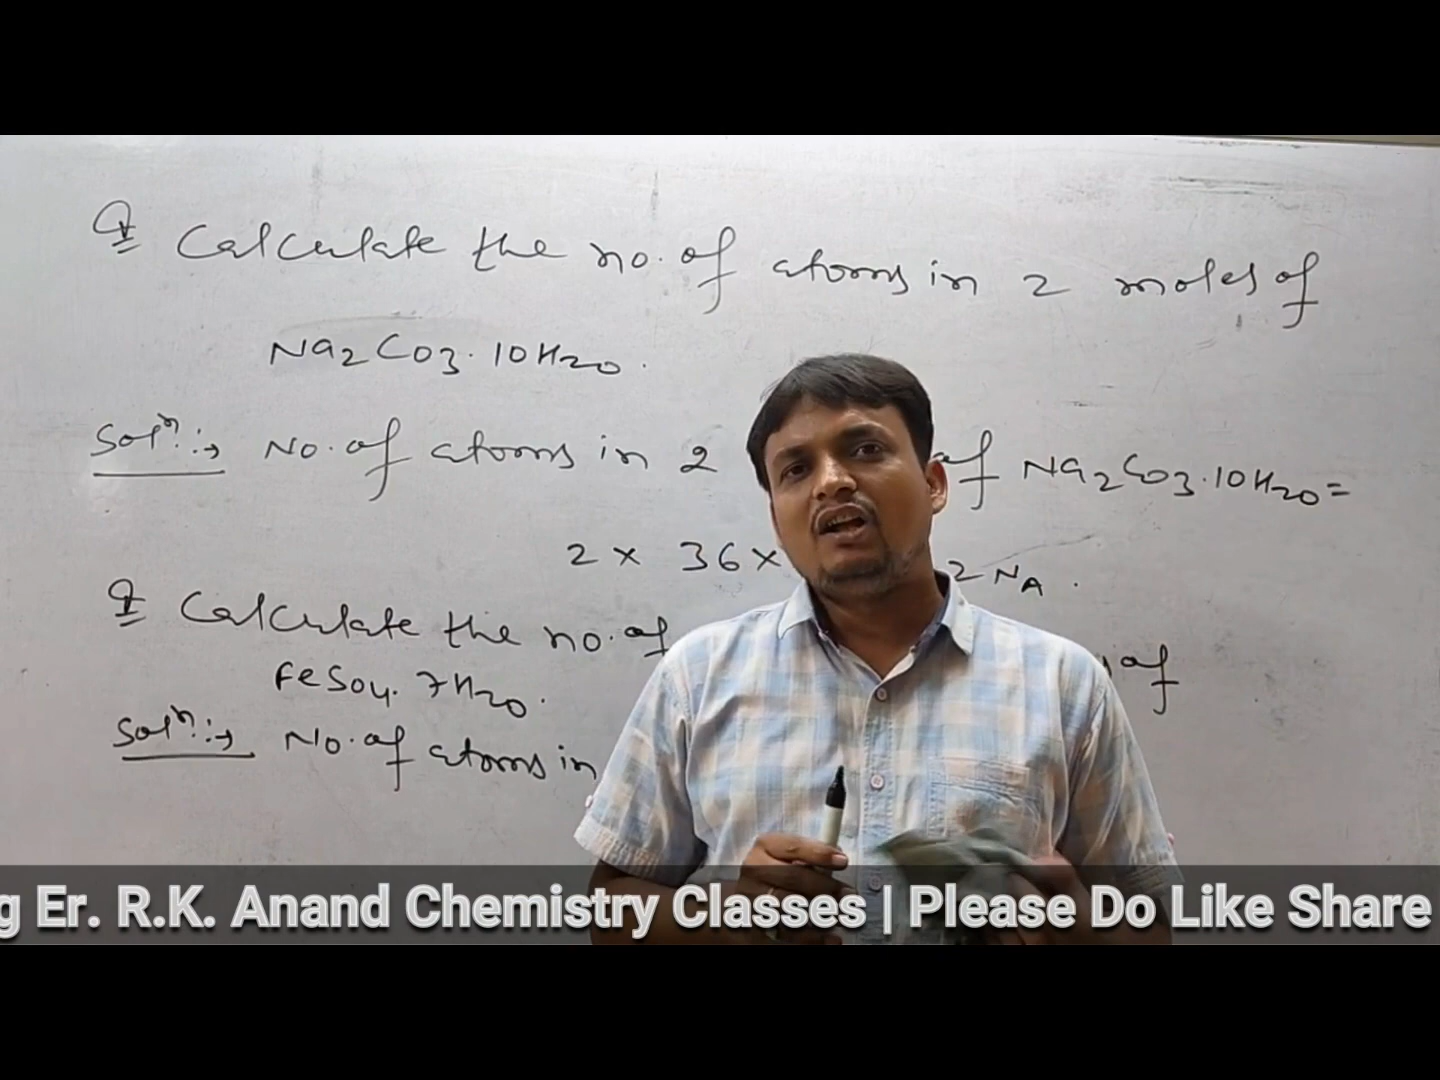 Q Calculate the no. of atoms in 2 moles of
Na2CO3.10H2O.
Solⁿ:→ No. of atoms in 2 of Na2CO3.10H2O=
2 x 36 x 2 NA.
Q Calculate the no. of of
FeSO4. 7H2O.
Solⁿ:→ No. of atoms in
g Er. R.K. Anand Chemistry Classes | Please Do Like Share